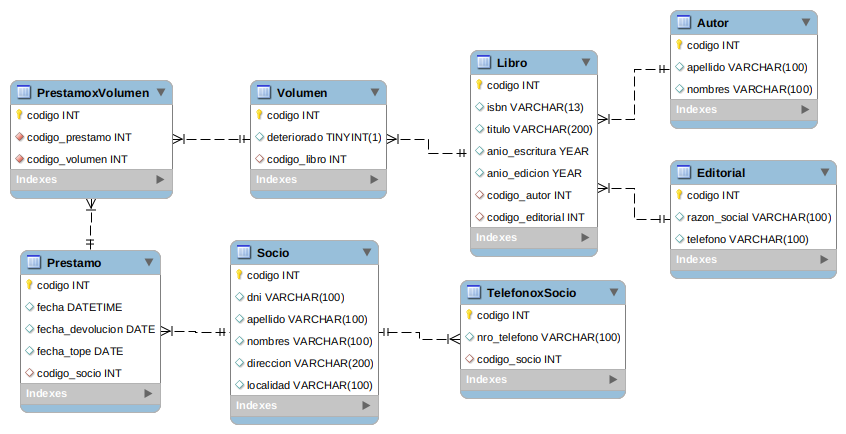 PrestamoxVolumen
codigo INT
codigo_prestamo INT
codigo_volumen INT
Indexes
Volumen
codigo INT
deteriorado TINYINT(1)
codigo_libro INT
Indexes
Libro
codigo INT
isbn VARCHAR(13)
titulo VARCHAR(200)
anio_escritura YEAR
anio_edicion YEAR
codigo_autor INT
codigo_editorial INT
Indexes
Autor
codigo INT
apellido VARCHAR(100)
nombres VARCHAR(100)
Indexes
Editorial
codigo INT
razon_social VARCHAR(100)
telefono VARCHAR(100)
Indexes
Prestamo
codigo INT
fecha DATETIME
fecha_devolucion DATE
fecha_tope DATE
codigo_socio INT
Indexes
Socio
codigo INT
dni VARCHAR(100)
apellido VARCHAR(100)
nombres VARCHAR(100)
direccion VARCHAR(200)
localidad VARCHAR(100)
Indexes
TelefonoxSocio
codigo INT
nro_telefono VARCHAR(100)
codigo_socio INT
Indexes